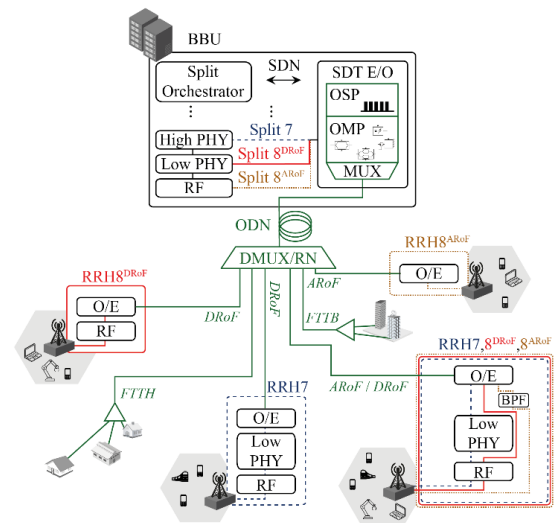 BBU
Split
Orchestrator
SDN
SDT E/O
OSP
OMP
MUX
⋮
⋮
High PHY
Split 7
Low PHY
Split 8DRoF
RF
Split 8ARoF
ODN
DMUX/RN
RRH8DRoF
O/E
RF
DRoF
DRoF
ARoF
FTTB
RRH8ARoF
O/E
FTTH
RRH7
O/E
Low
PHY
RF
ARoF / DRoF
RRH7,8DRoF,8ARoF
O/E
BPF
Low
PHY
RF